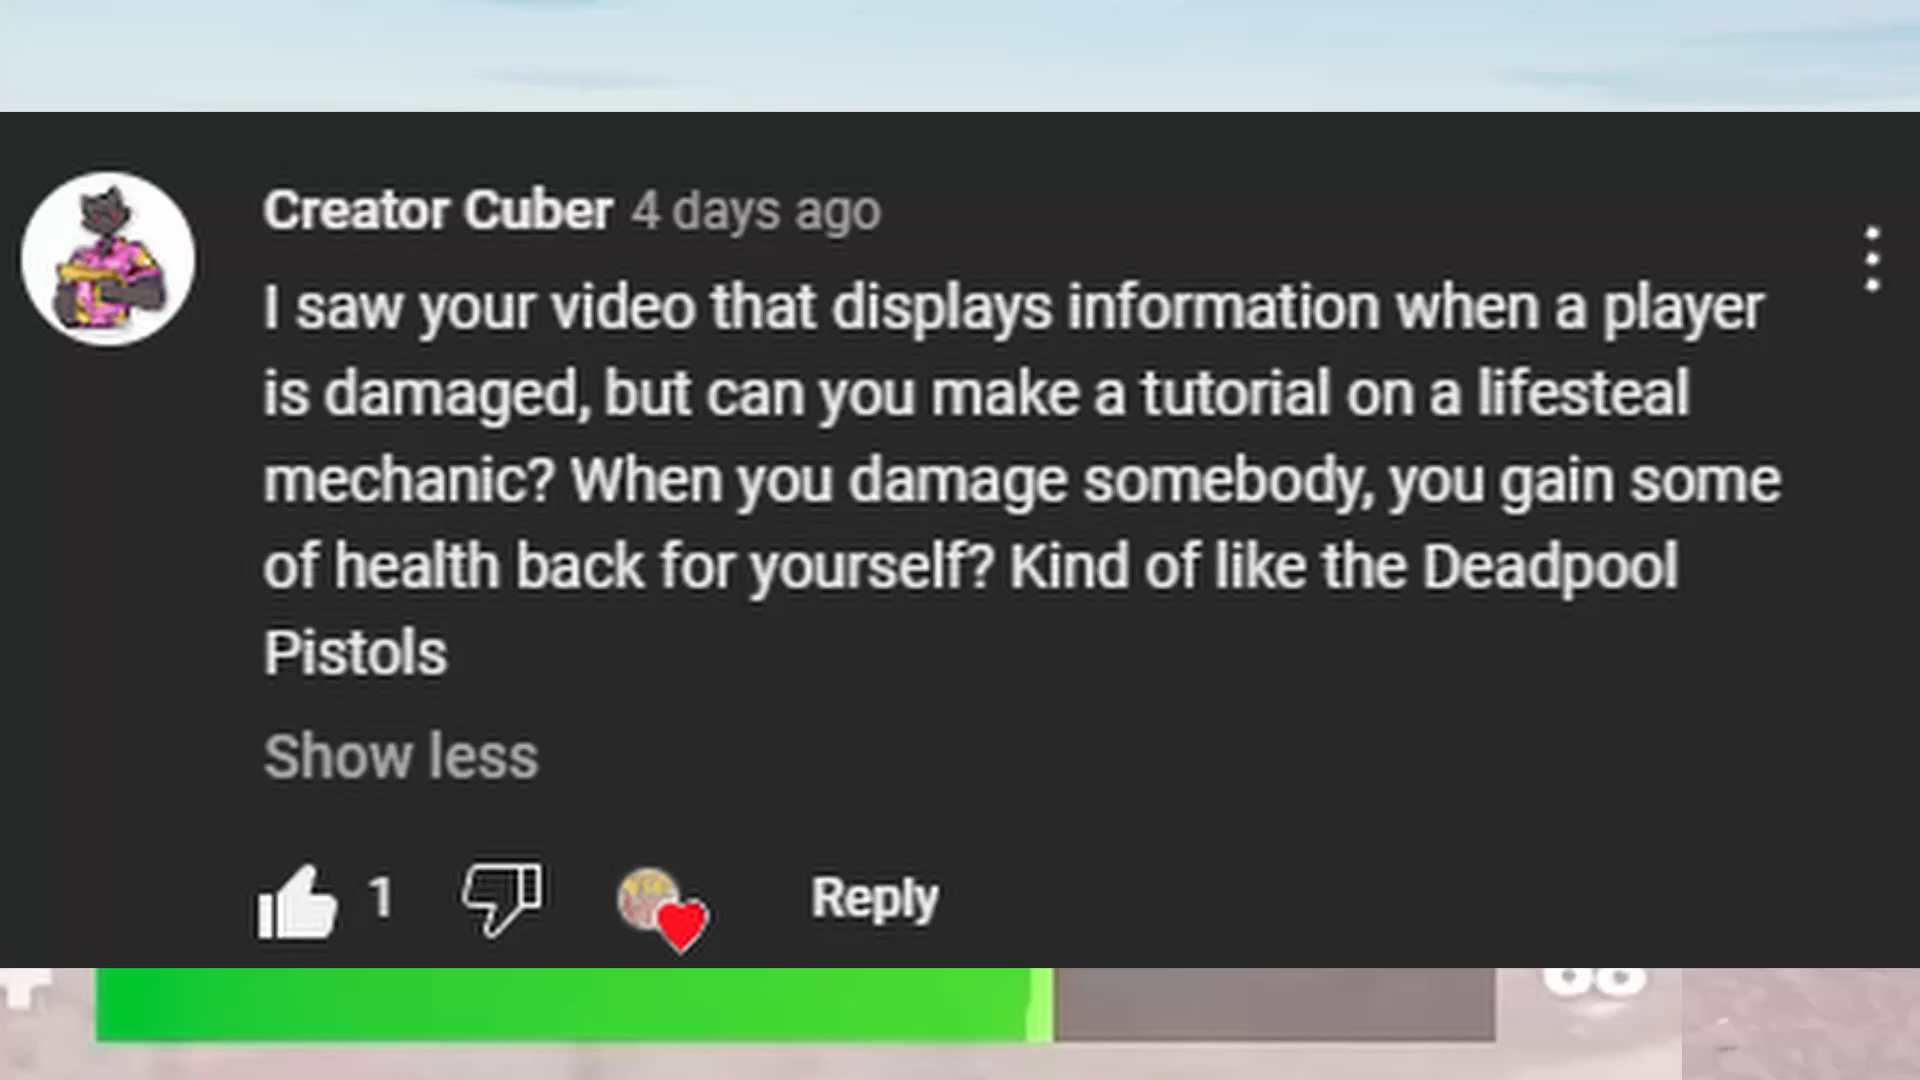 Creator Cuber 4 days ago
I saw your video that displays information when a player
is damaged, but can you make a tutorial on a lifesteal
mechanic? When you damage somebody, you gain some
of health back for yourself? Kind of like the Deadpool
Pistols
Show less
1 Reply